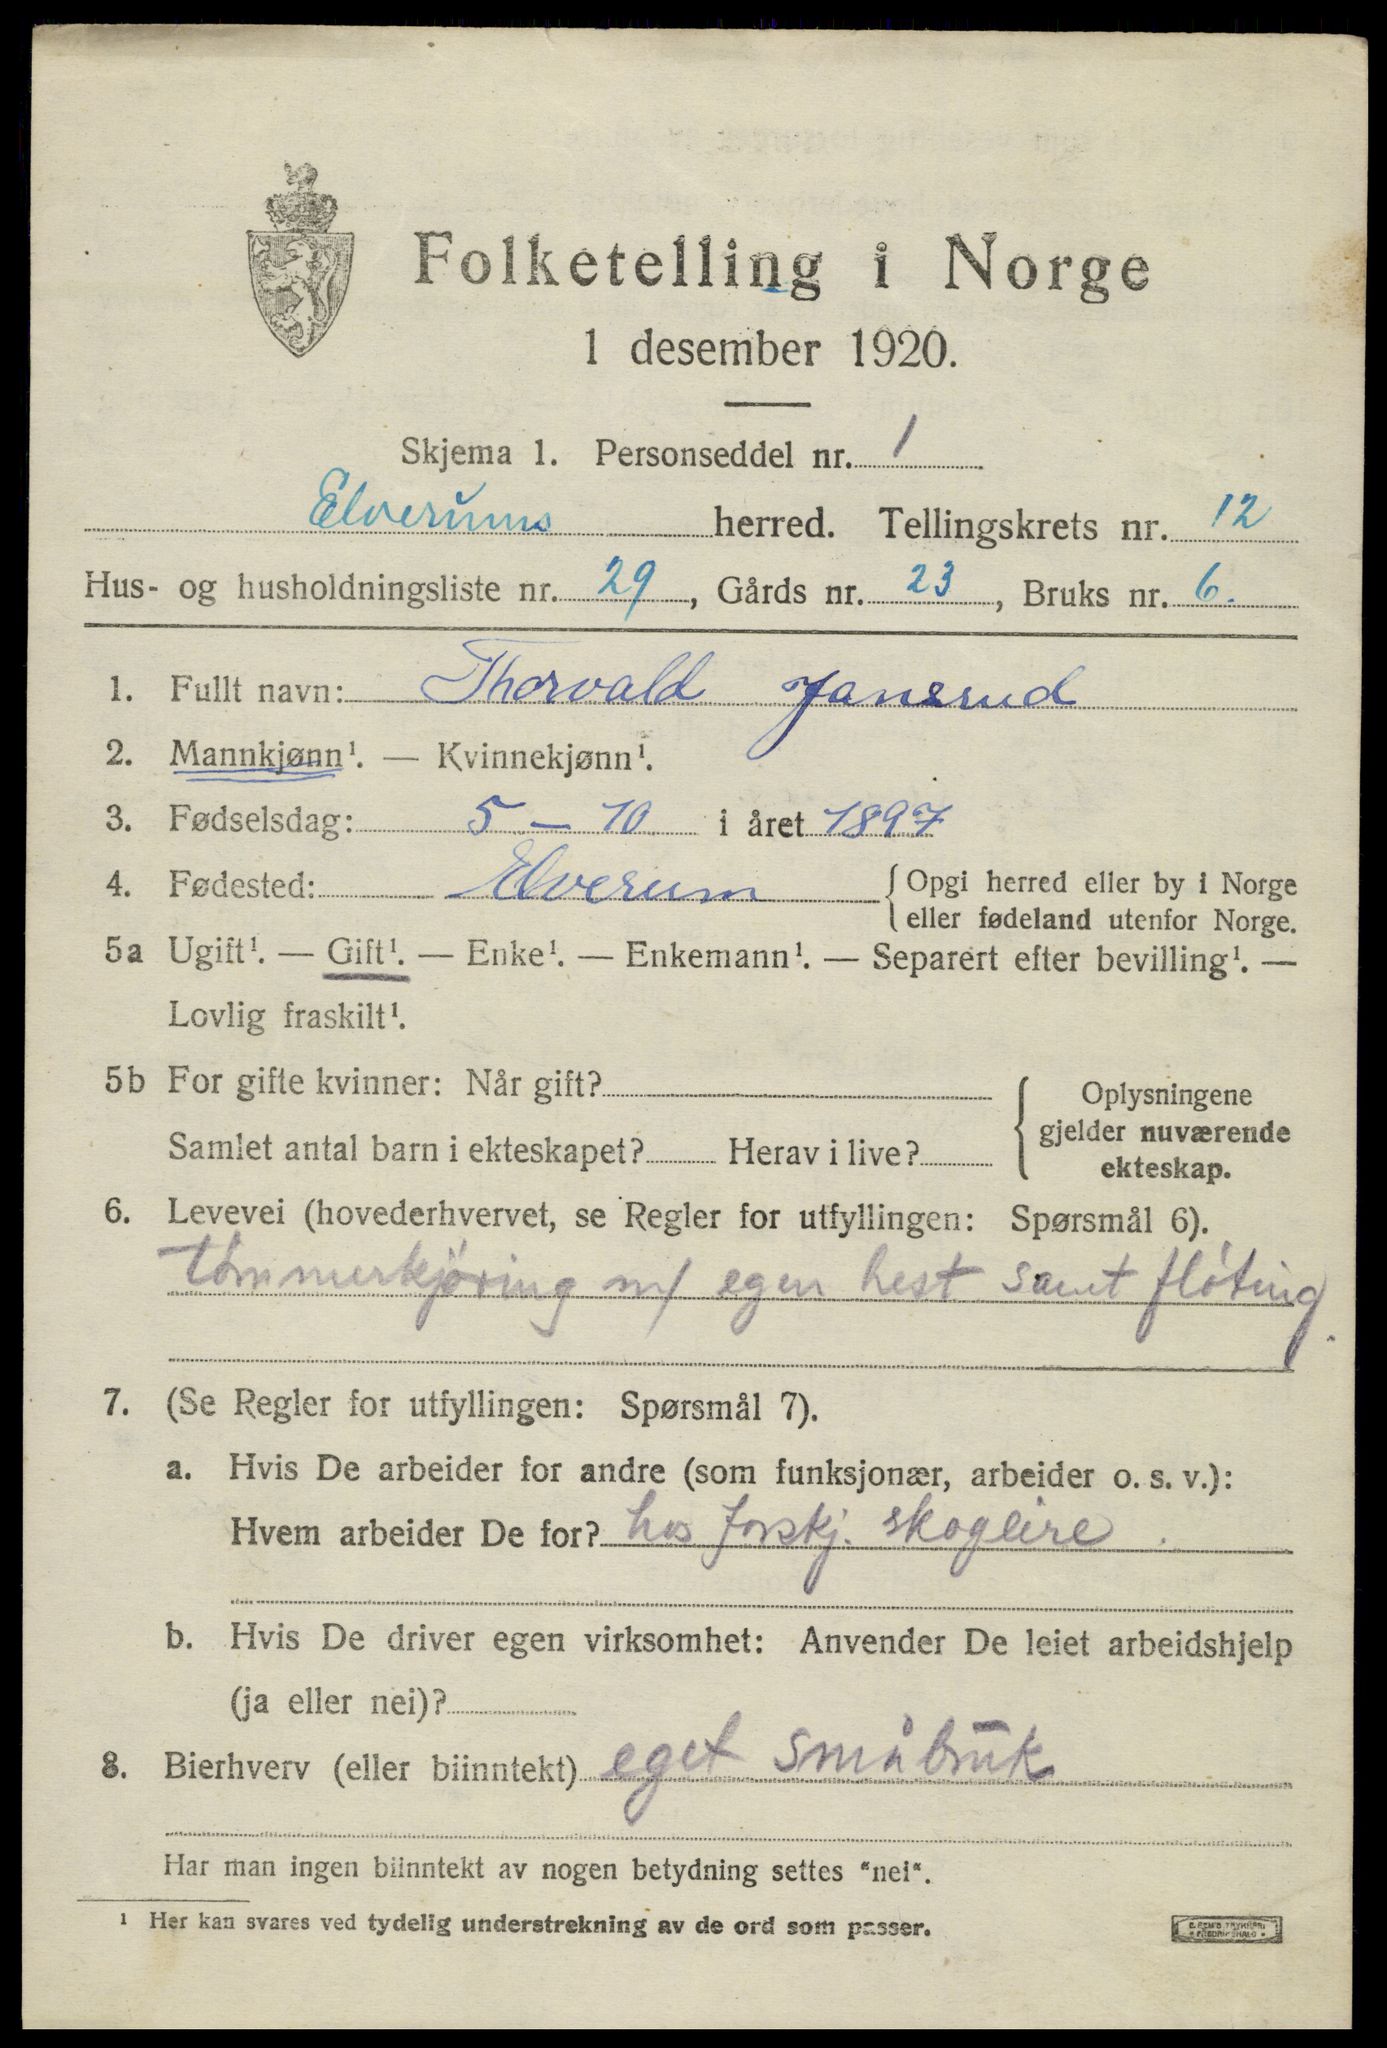 Folketelling i Norge
1 desember 1920.
Skjema 1. Personseddel nr. 1
Elverums herred. Tellingskrets nr. 12
Hus- og husholdningsliste nr. 29, Gårds nr. 23, Bruks nr. 6.
1. Fullt navn: Thorvald Jansrud
2. Mannkjønn¹. — Kvinnekjønn¹.
3. Fødselsdag: 5 – 10 i året 1897
4. Fødested: Elverum {Opgi herred eller by i Norge
eller fødeland utenfor Norge.
5a Ugift¹. — Gift¹. — Enke¹. — Enkemann¹. — Separert efter bevilling¹. —
Lovlig fraskilt¹.
5b For gifte kvinner: Når gift?
Samlet antal barn i ekteskapet? Herav i live?
Oplysningene
gjelder nuværende
ekteskap.
6. Levevei (hovederhvervet, se Regler for utfyllingen: Spørsmål 6).
tømmerkjøring m/ egen hest samt fløting.
7. (Se Regler for utfyllingen: Spørsmål 7).
a. Hvis De arbeider for andre (som funksjonær, arbeider o. s. v.):
Hvem arbeider De for? hos forskj. skogeire.
b. Hvis De driver egen virksomhet: Anvender De leiet arbeidshjelp
(ja eller nei)?
8. Bierhverv (eller biinntekt) eget småbruk
Har man ingen biinntekt av nogen betydning settes "nei".
¹ Her kan svares ved tydelig understrekning av de ord som passer.